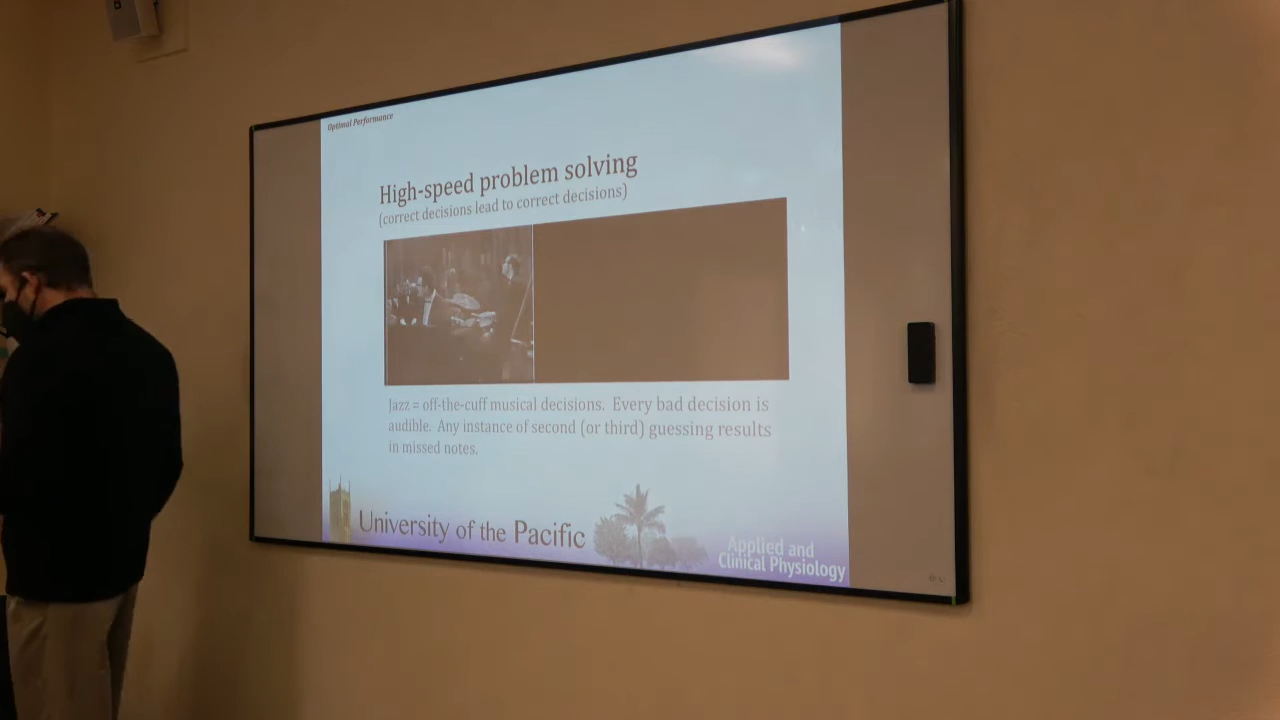 Optimal Performance
High-speed problem solving
(correct decisions lead to correct decisions)
Jazz = off-the-cuff musical decisions. Every bad decision is
audible. Any instance of second (or third) guessing results
in missed notes.
University of the Pacific
Applied and
Clinical Physiology